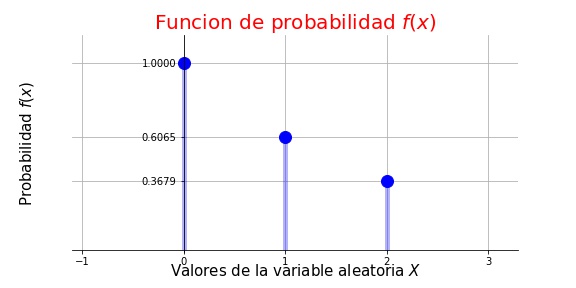 Funcion de probabilidad f(x)
Probabilidad f(x)
1.0000
0.6065
0.3679
−1 0 1 2 3
Valores de la variable aleatoria X